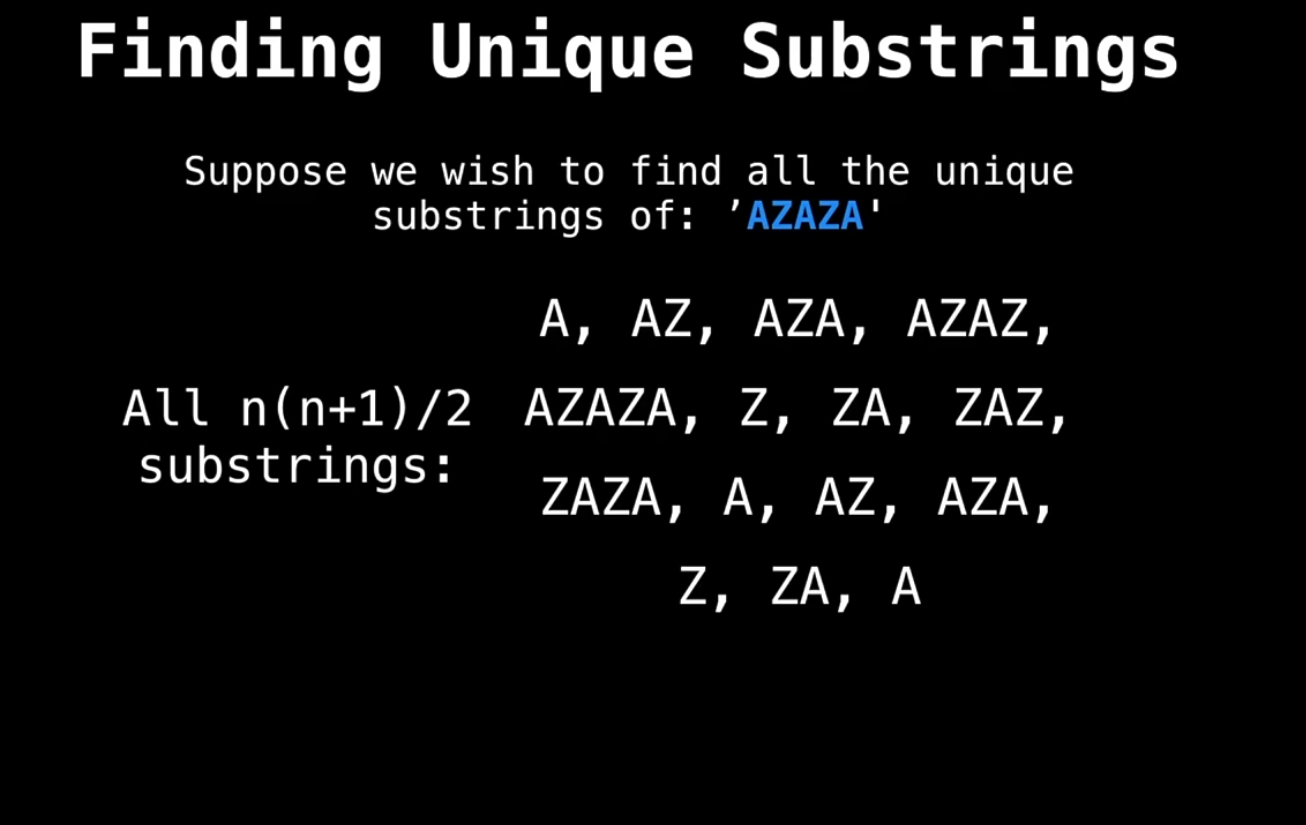 Finding Unique Substrings
Suppose we wish to find all the unique
substrings of: ’AZAZA'
All n(n+1)/2
substrings:
A, AZ, AZA, AZAZ,
AZAZA, Z, ZA, ZAZ,
ZAZA, A, AZ, AZA,
Z, ZA, A